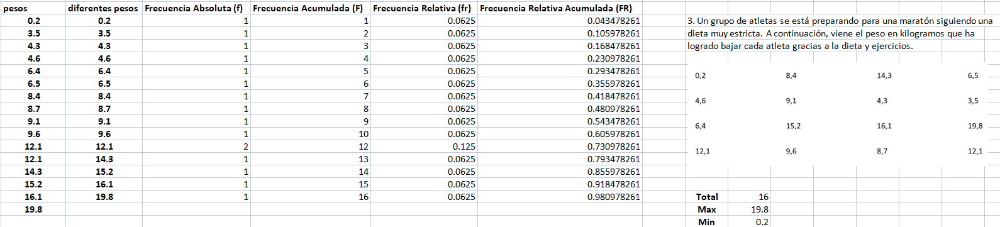 pesos diferentes pesos Frecuencia Absoluta (f) Frecuencia Acumulada (F) Frecuencia Relativa (fr) Frecuencia Relativa Acumulada (FR)
0.2 0.2 1 1 0.0625 0.043478261
3.5 3.5 1 2 0.0625 0.105978261
4.3 4.3 1 3 0.0625 0.168478261
4.6 4.6 1 4 0.0625 0.230978261
6.4 6.4 1 5 0.0625 0.293478261
6.5 6.5 1 6 0.0625 0.355978261
8.4 8.4 1 7 0.0625 0.418478261
8.7 8.7 1 8 0.0625 0.480978261
9.1 9.1 1 9 0.0625 0.543478261
9.6 9.6 1 10 0.0625 0.605978261
12.1 12.1 2 12 0.125 0.730978261
12.1 14.3 1 13 0.0625 0.793478261
14.3 15.2 1 14 0.0625 0.855978261
15.2 16.1 1 15 0.0625 0.918478261
16.1 19.8 1 16 0.0625 0.980978261
19.8
3. Un grupo de atletas se está preparando para una maratón siguiendo una
dieta muy estricta. A continuación, viene el peso en kilogramos que ha
logrado bajar cada atleta gracias a la dieta y ejercicios.
0,2 8,4 14,3 6,5
4,6 9,1 4,3 3,5
6,4 15,2 16,1 19,8
12,1 9,6 8,7 12,1
Total 16
Max 19.8
Min 0.2